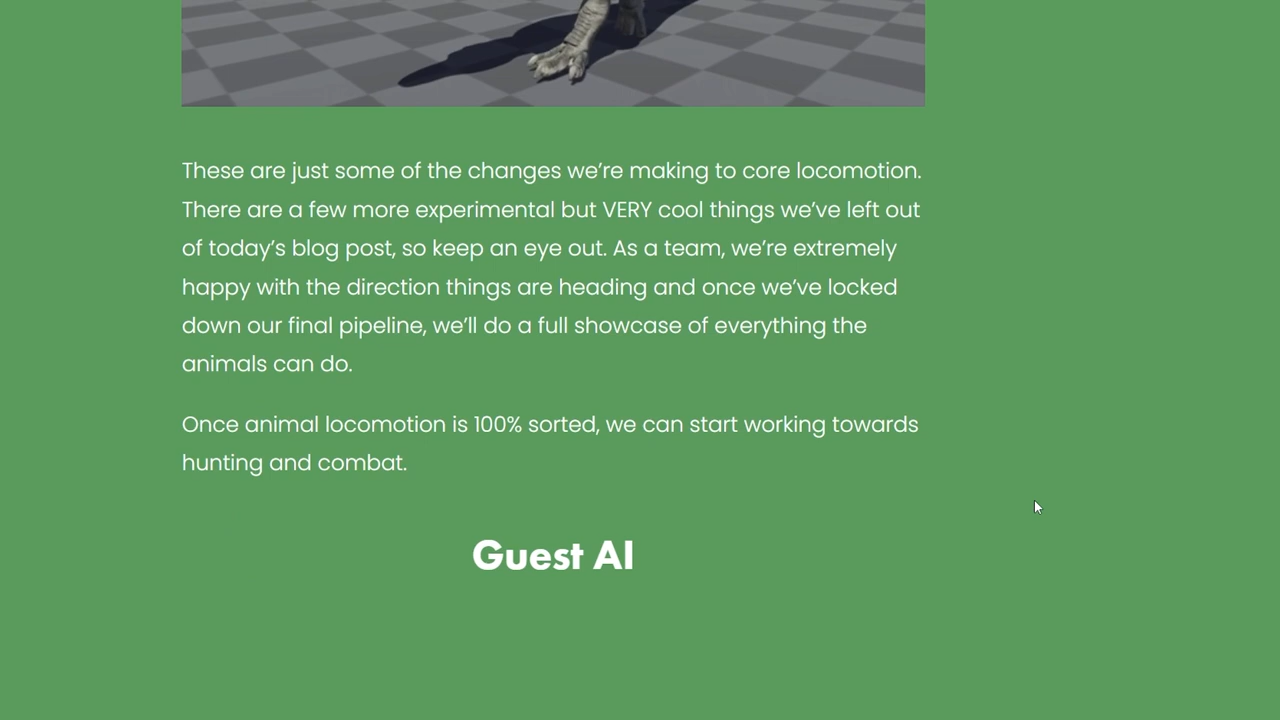 These are just some of the changes we’re making to core locomotion.
There are a few more experimental but VERY cool things we’ve left out
of today’s blog post, so keep an eye out. As a team, we’re extremely
happy with the direction things are heading and once we’ve locked
down our final pipeline, we’ll do a full showcase of everything the
animals can do.
Once animal locomotion is 100% sorted, we can start working towards
hunting and combat.
Guest AI